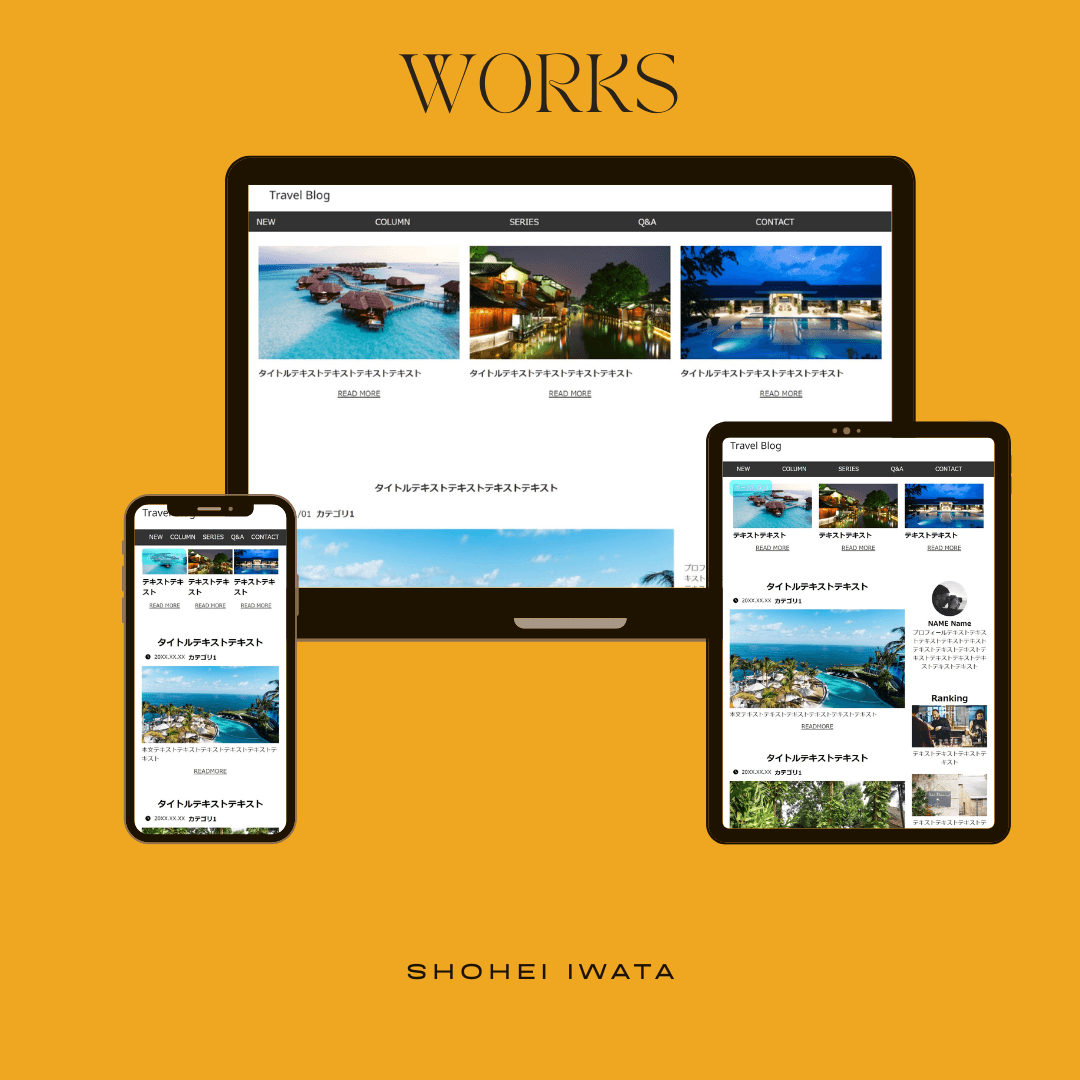 WORKS
Travel Blog
NEW COLUMN SERIES Q&A CONTACT
タイトルテキストテキストテキストテキスト タイトルテキストテキストテキストテキスト タイトルテキストテキストテキストテキスト
READ MORE READ MORE READ MORE
タイトルテキストテキストテキストテキスト
/01 カテゴリ1
プロフ
キスト
Travel Blog
NEW COLUMN SERIES Q&A CONTACT
テキストテキスト テキストテキスト テキストテキスト
READ MORE READ MORE READ MORE
タイトルテキストテキスト
20XX.XX.XX カテゴリ1
本文テキストテキストテキストテキストテキストテキスト
READMORE
タイトルテキストテキスト
20XX.XX.XX カテゴリ1
NAME Name
プロフィールテキストテキス
トテキストテキストテキスト
テキストテキストテキストテ
キストテキストテキストテキ
ストテキストテキスト
Ranking
テキストテキストテキストテ
キスト
テキストテキストテキストテ
Trave
NEW COLUMN SERIES Q&A CONTACT
テキストテキ テキストテキ テキストテキ
スト スト スト
READ MORE READ MORE READ MORE
タイトルテキストテキスト
20XX.XX.XX カテゴリ1
本文テキストテキストテキストテキストテキストテ
キスト
READMORE
タイトルテキストテキスト
20XX.XX.XX カテゴリ1
SHOHEI IWATA